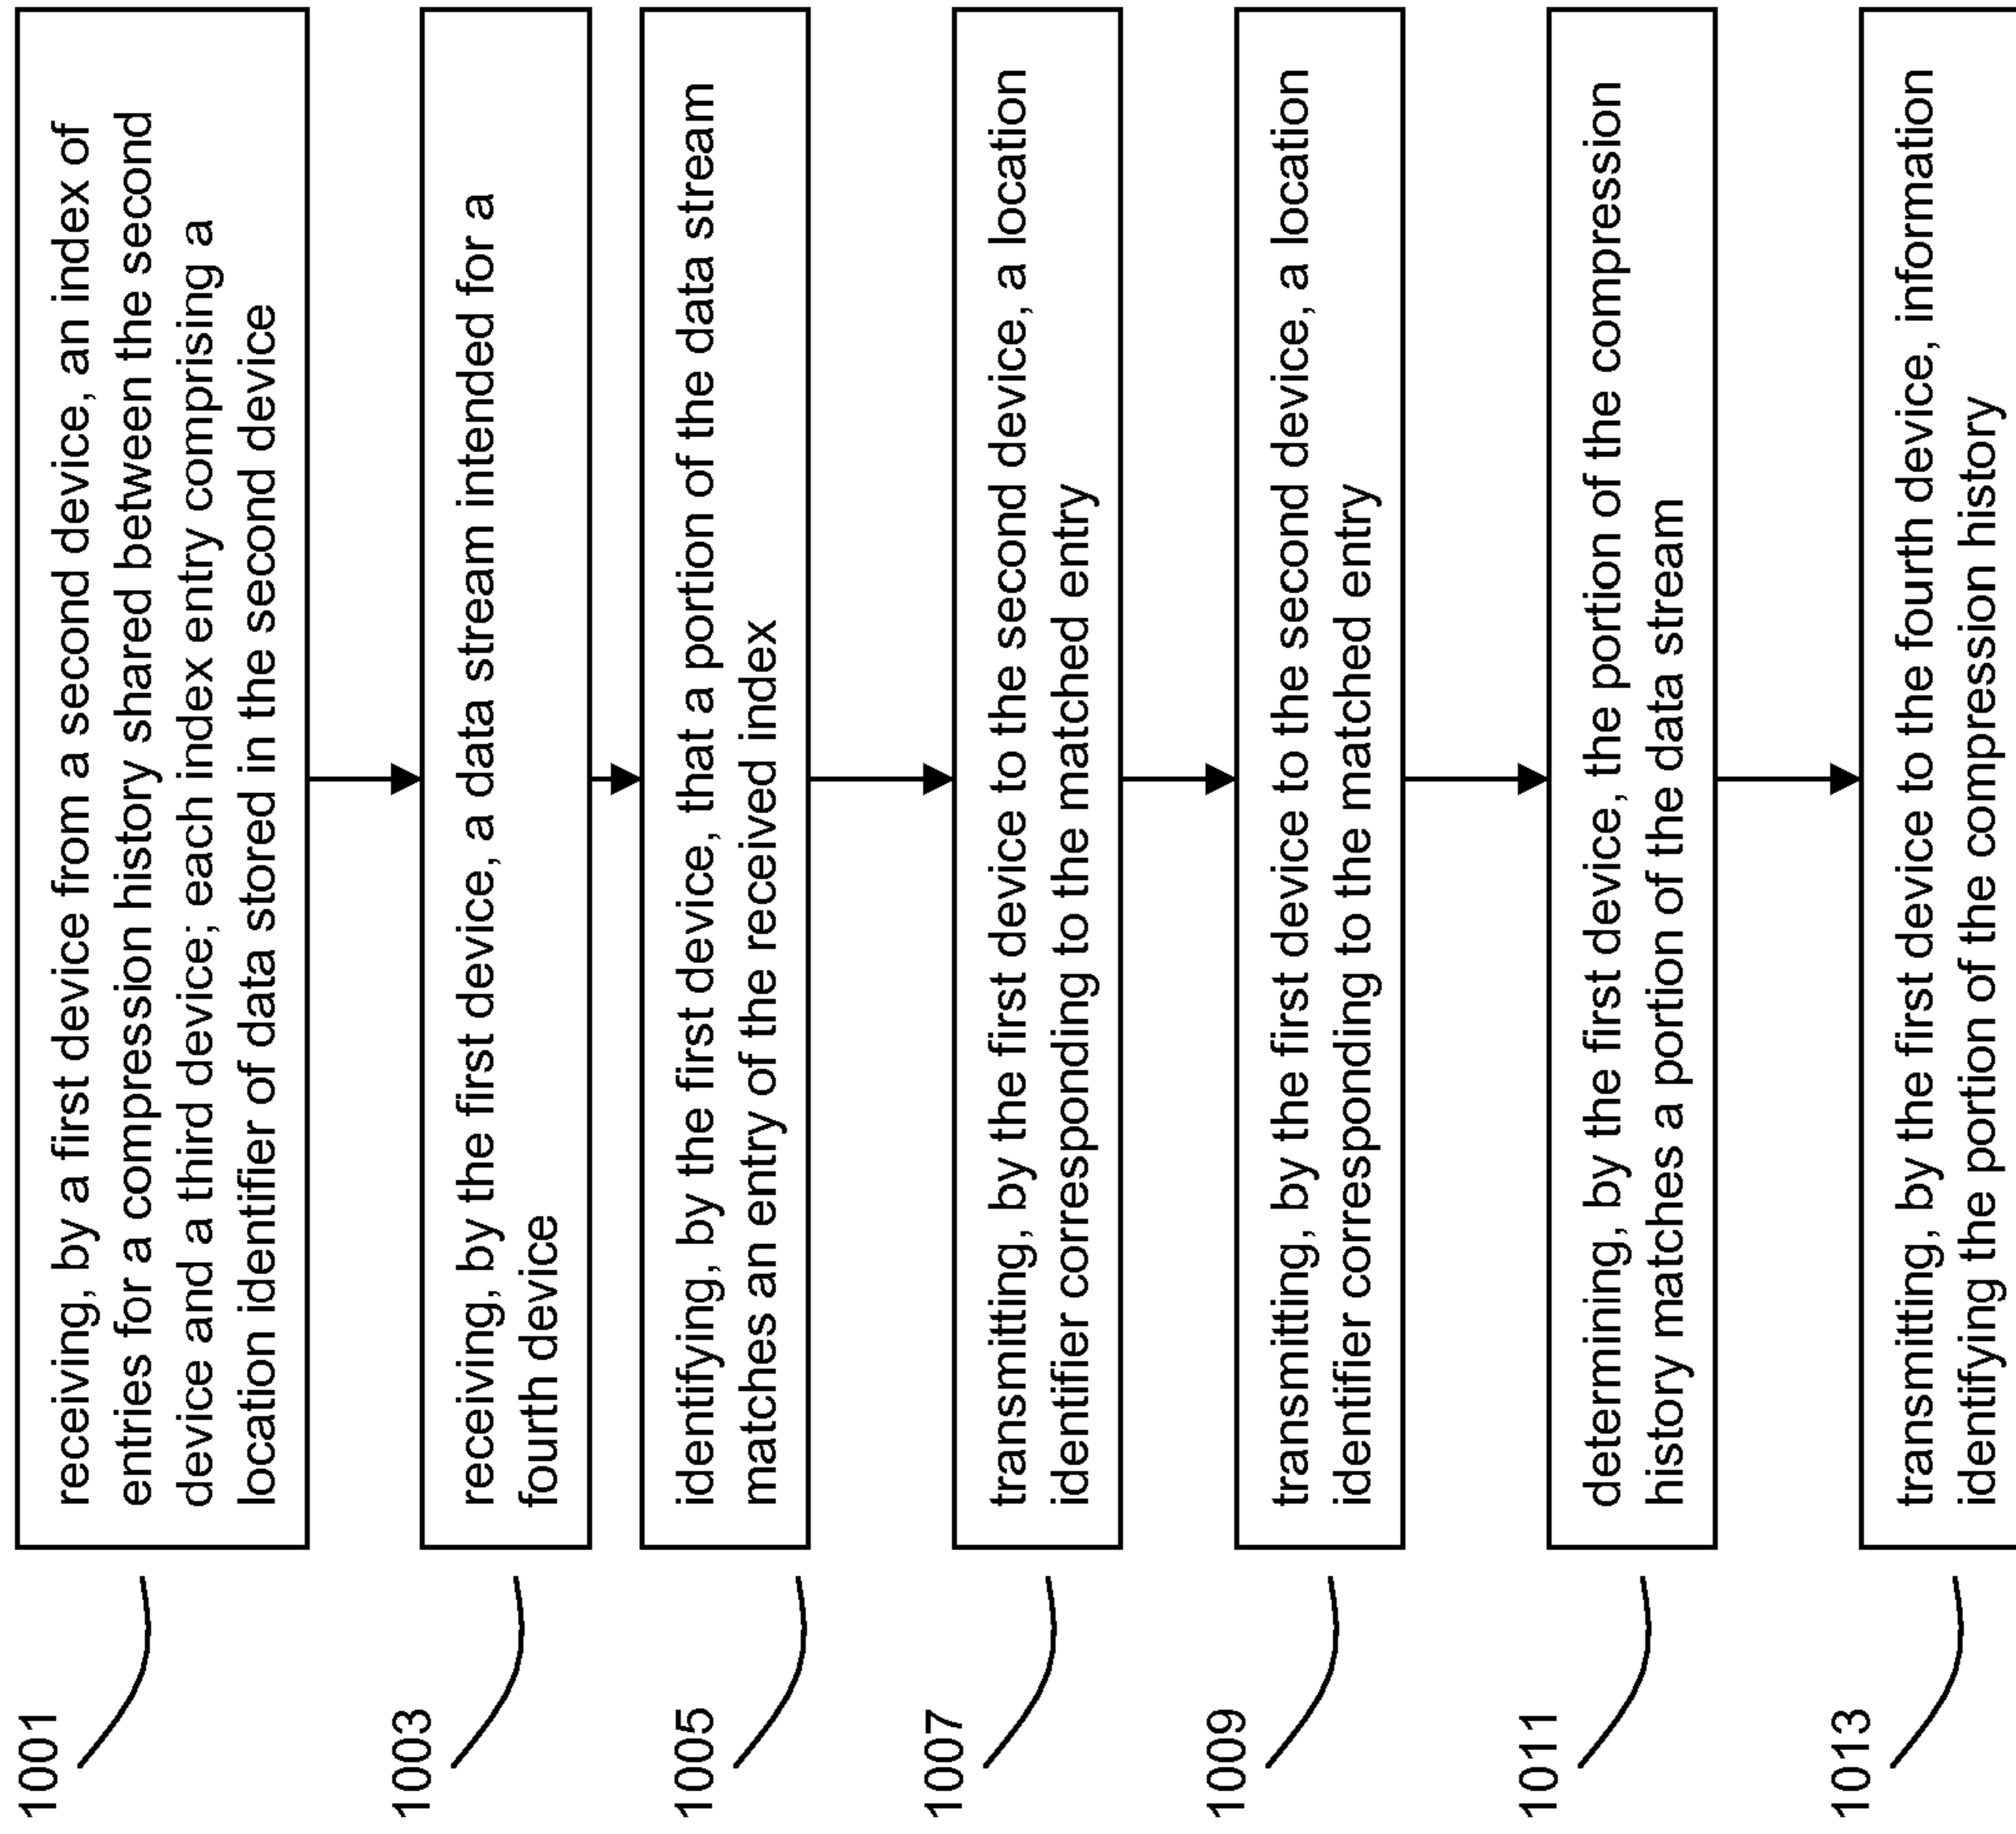 1001
receiving, by a first device from a second device, an index of
entries for a compression history shared between the second
device and a third device; each index entry comprising a
location identifier of data stored in the second device
1003
receiving, by the first device, a data stream intended for a
fourth device
1005
identifying, by the first device, that a portion of the data stream
matches an entry of the received index
1007
transmitting, by the first device to the second device, a location
identifier corresponding to the matched entry
1009
transmitting, by the first device to the second device, a location
identifier corresponding to the matched entry
1011
determining, by the first device, the portion of the compression
history matches a portion of the data stream
1013
transmitting, by the first device to the fourth device, information
identifying the portion of the compression history